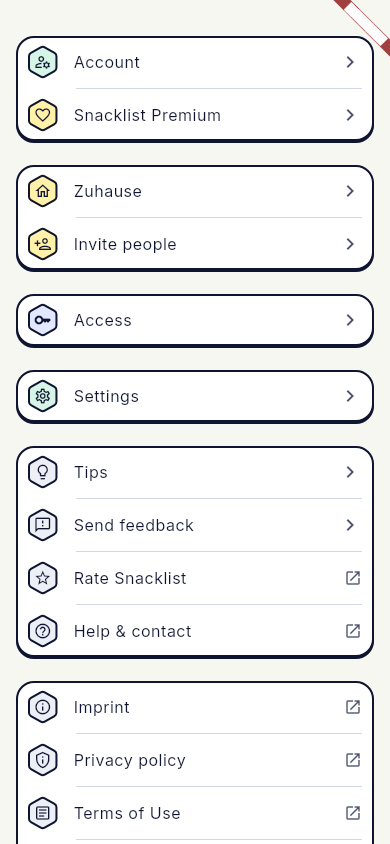 Account
Snacklist Premium
Zuhause
Invite people
Access
Settings
Tips
Send feedback
Rate Snacklist
Help & contact
Imprint
Privacy policy
Terms of Use